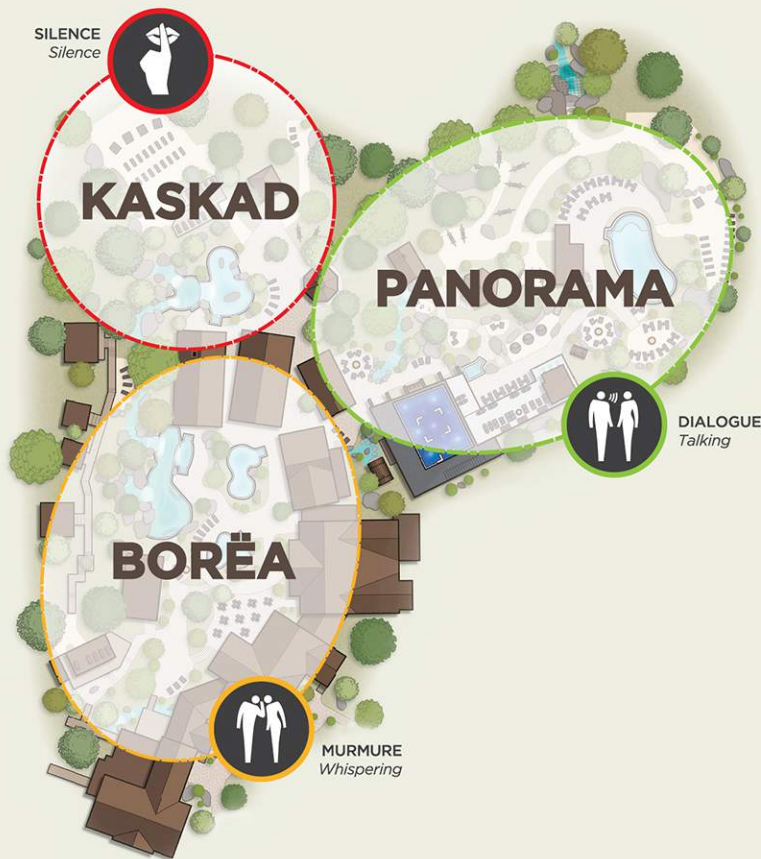 SILENCE
Silence
KASKAD
PANORAMA
DIALOGUE
Talking
BORËA
MURMURE
Whispering